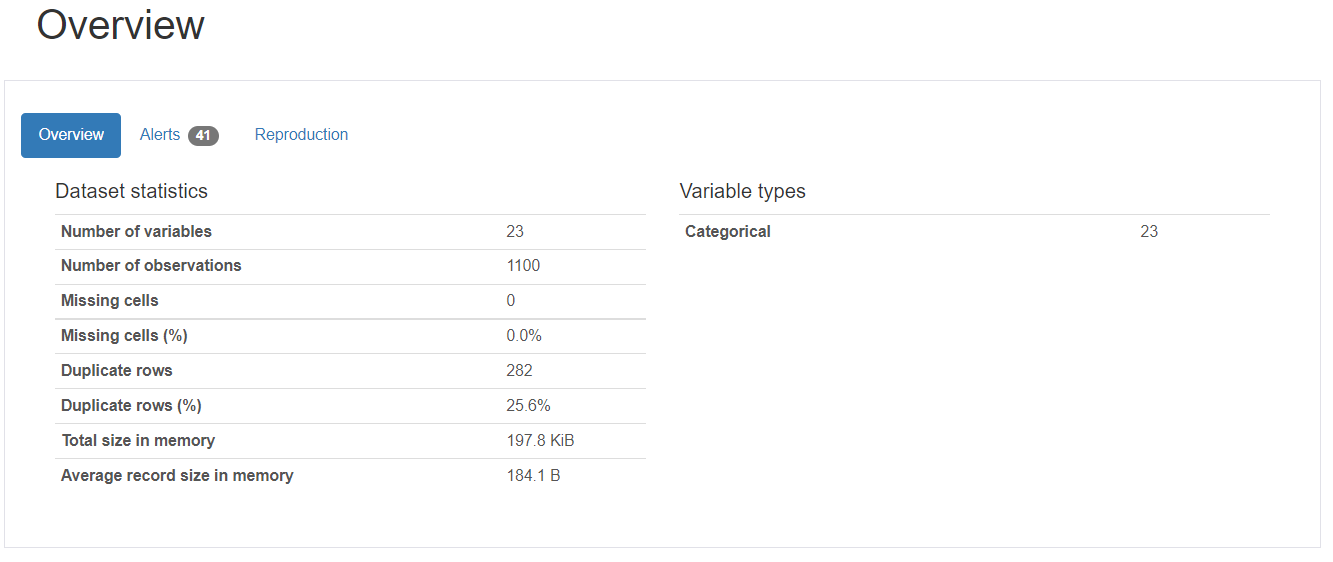 Overview
Overview Alerts 41 Reproduction
Dataset statistics
Number of variables 23
Number of observations 1100
Missing cells 0
Missing cells (%) 0.0%
Duplicate rows 282
Duplicate rows (%) 25.6%
Total size in memory 197.8 KiB
Average record size in memory 184.1 B
Variable types
Categorical 23